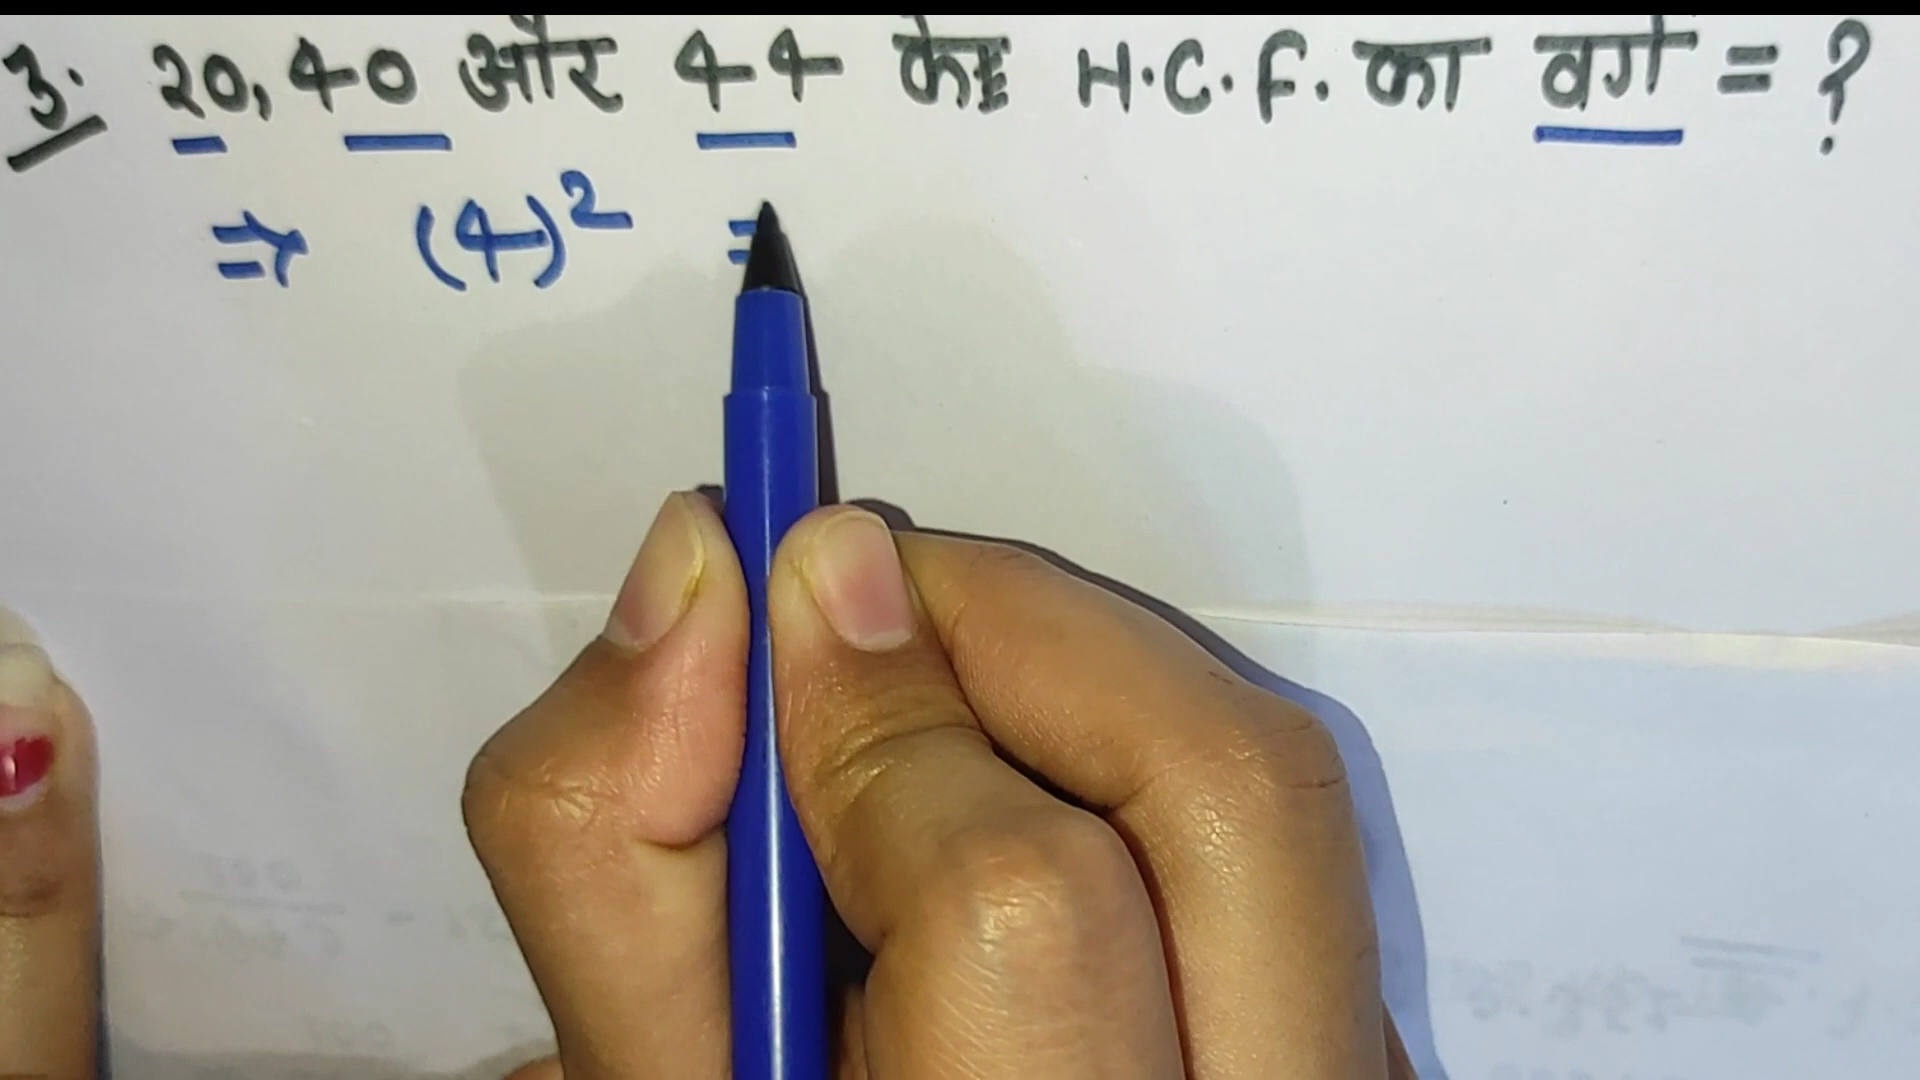 3. 20, 40 और 44 के H.C.F. का वर्ग = ?
⇒ (4)² =